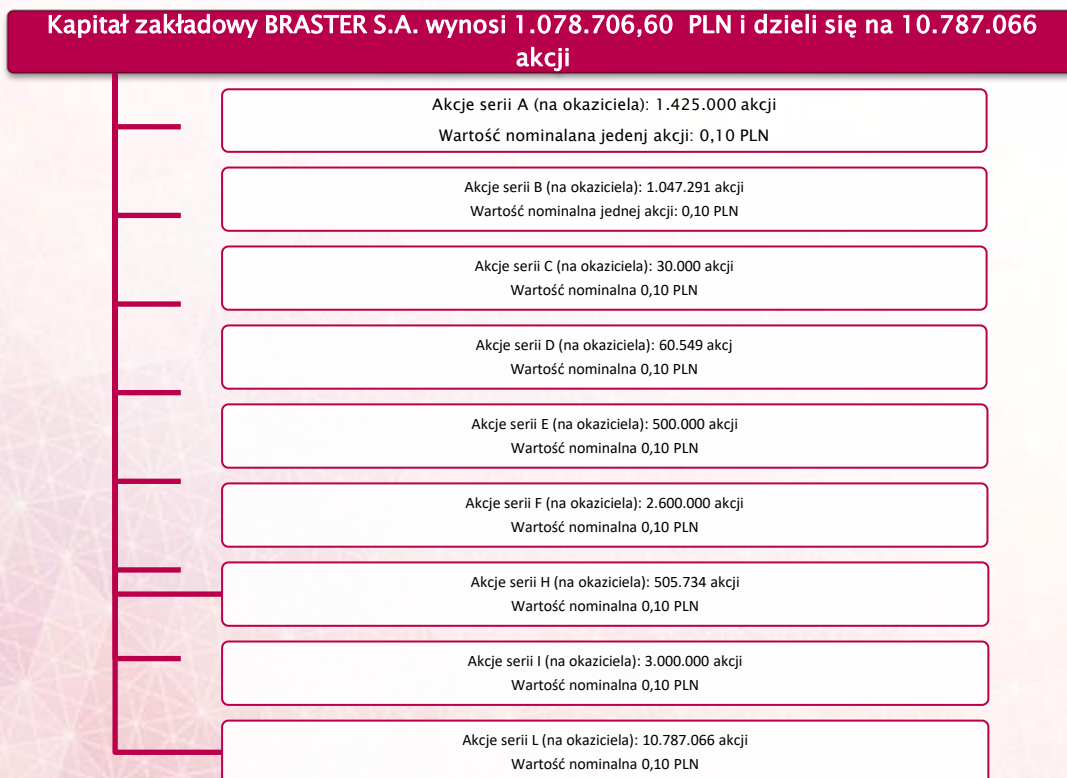 Kapitał zakładowy BRASTER S.A. wynosi 1.078.706,60 PLN i dzieli się na 10.787.066
akcji
Akcje serii A (na okaziciela): 1.425.000 akcji
Wartość nominalana jedenj akcji: 0,10 PLN
Akcje serii B (na okaziciela): 1.047.291 akcji
Wartość nominalna jednej akcji: 0,10 PLN
Akcje serii C (na okaziciela): 30.000 akcji
Wartość nominalna 0,10 PLN
Akcje serii D (na okaziciela): 60.549 akcj
Wartość nominalna 0,10 PLN
Akcje serii E (na okaziciela): 500.000 akcji
Wartość nominalna 0,10 PLN
Akcje serii F (na okaziciela): 2.600.000 akcji
Wartość nominalna 0,10 PLN
Akcje serii H (na okaziciela): 505.734 akcji
Wartość nominalna 0,10 PLN
Akcje serii I (na okaziciela): 3.000.000 akcji
Wartość nominalna 0,10 PLN
Akcje serii L (na okaziciela): 10.787.066 akcji
Wartość nominalna 0,10 PLN